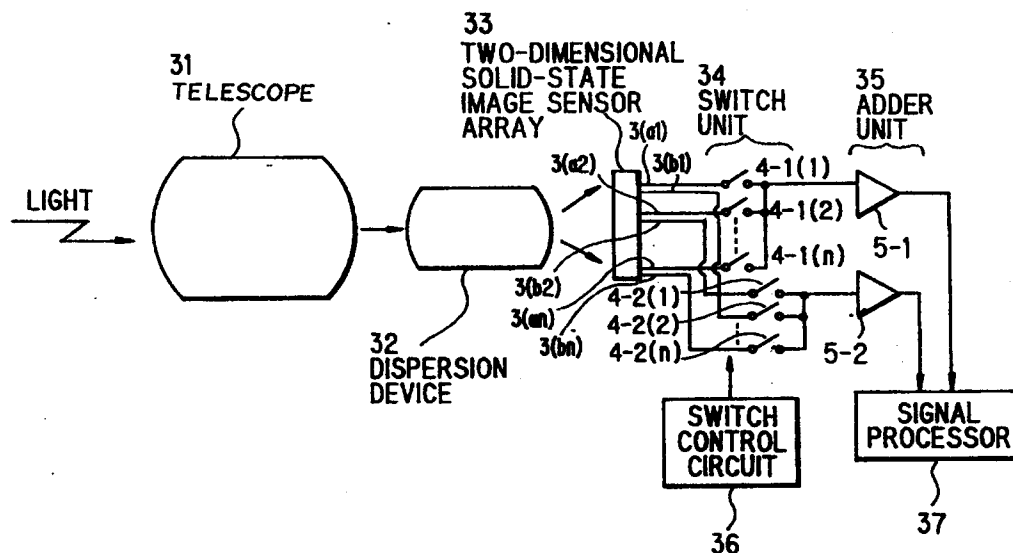 33
TWO-DIMENSIONAL
SOLID-STATE
IMAGE SENSOR
ARRAY
31
TELESCOPE
34
SWITCH
UNIT
35
ADDER
UNIT
3(a1)
3(a2)
3(b1)
4-1(1)
4-1(2)
4-1(n)
5-1
LIGHT
3(b2)
3(an)
3(bn)
4-2(1)
4-2(2)
4-2(n)
5-2
32
DISPERSION
DEVICE
SWITCH
CONTROL
CIRCUIT
36
SIGNAL
PROCESSOR
37